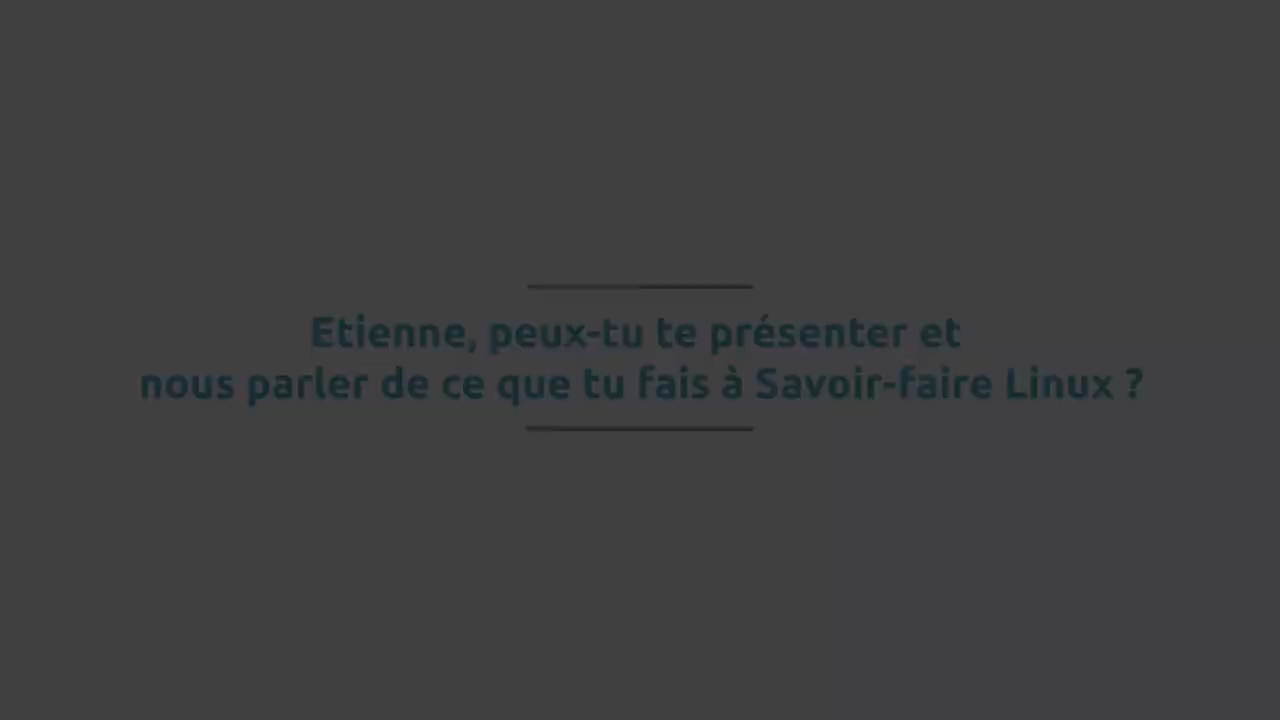 Etienne, peux-tu te présenter et
nous parler de ce que tu fais à Savoir-faire Linux ?